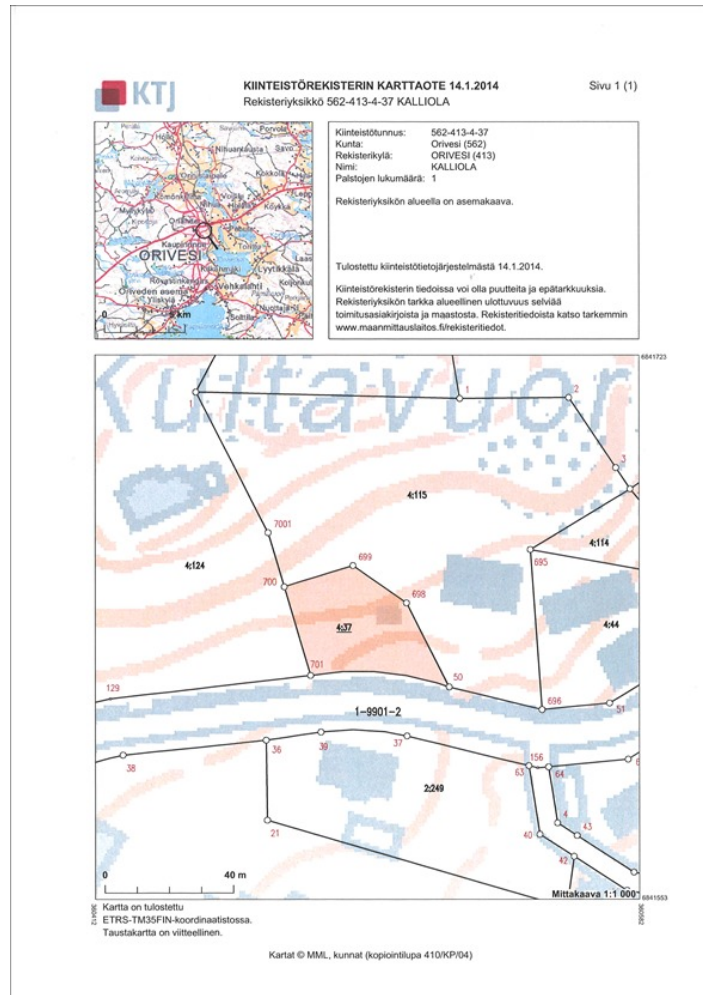 KTJ
KIINTEISTÖREKISTERIN KARTTAOTE 14.1.2014
Sivu 1 (1)
Rekisteriyksikkö 562-413-4-37 KALLIOLA
Kiinteistötunnus: 562-413-4-37
Kunta: Orivesi (562)
Rekisterikylä: ORIVESI (413)
Nimi: KALLIOLA
Palstojen lukumäärä: 1
Rekisteriyksikön alueella on asemakaava.
Tulostettu kiinteistötietojärjestelmästä 14.1.2014.
Kiinteistörekisterin tiedoissa voi olla puutteita ja epätarkkuuksia.
Rekisteriyksikön tarkka alueellinen ulottuvuus selviää
toimitusasiakirjoista ja maastosta. Rekisteritiedoista katso tarkemmin
www.maanmittauslaitos.fi/rekisteritiedot.
ORIVESI
Lyytikkälä
Vehkalahti
Oriveden asema
Yliskylä
0 km
6841723
Kultavuor
1 1 2
3
4:115
7001
4:114
4:124
699
695
700
698
4:37
4:44
701
50
129
696
51
1-9901-2
36
39
37
38
156
63
64
2:249
4
21
40
43
42
0 40 m
Mittakaava 1:1 000
6841553
360412
360582
Kartta on tulostettu
ETRS-TM35FIN-koordinaatistossa.
Taustakartta on viitteellinen.
Kartat © MML, kunnat (kopiointilupa 410/KP/04)